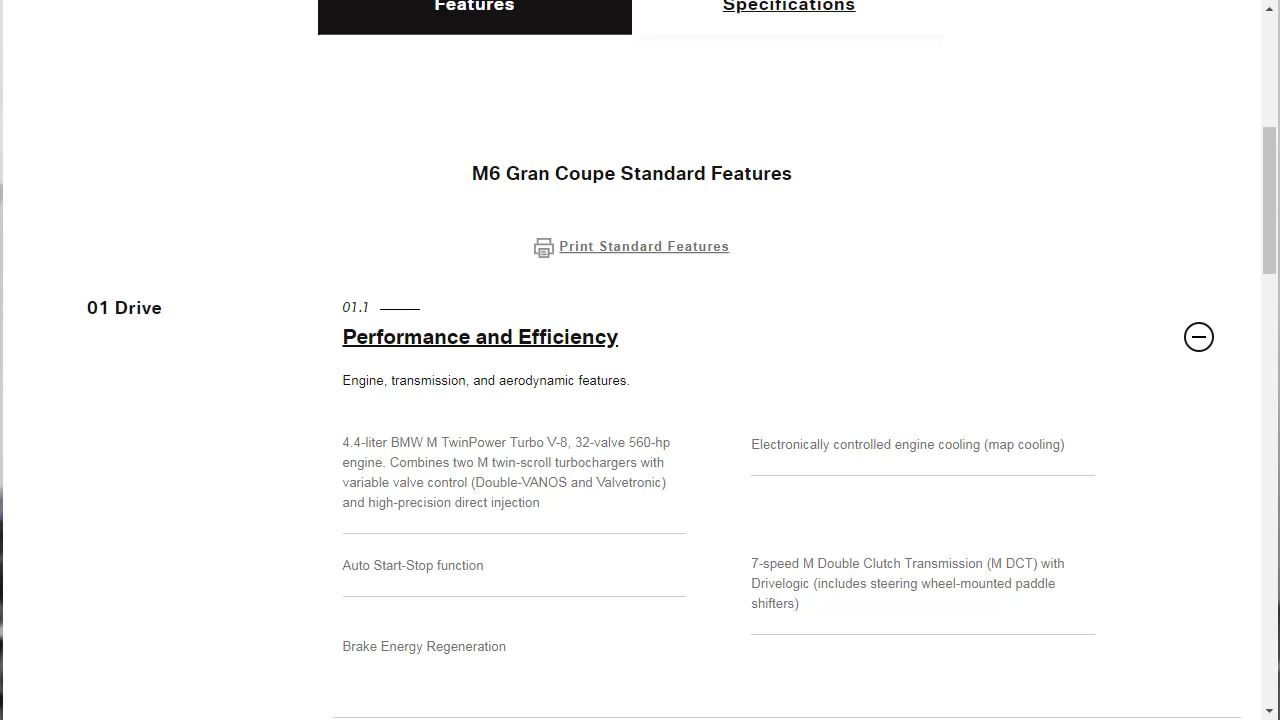 Features
Specifications
M6 Gran Coupe Standard Features
Print Standard Features
01 Drive
01.1
Performance and Efficiency
Engine, transmission, and aerodynamic features.
4.4-liter BMW M TwinPower Turbo V-8, 32-valve 560-hp
engine. Combines two M twin-scroll turbochargers with
variable valve control (Double-VANOS and Valvetronic)
and high-precision direct injection
Electronically controlled engine cooling (map cooling)
Auto Start-Stop function
7-speed M Double Clutch Transmission (M DCT) with
Drivelogic (includes steering wheel-mounted paddle
shifters)
Brake Energy Regeneration